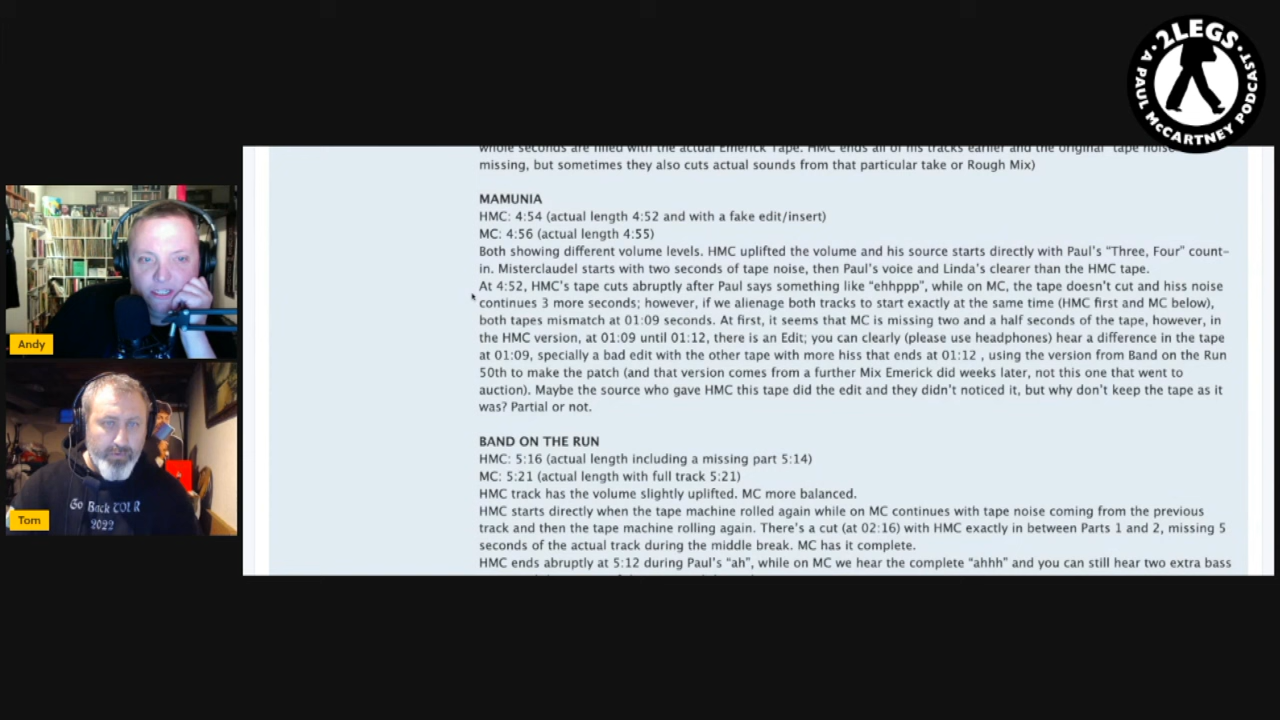 2LEGS
A PAUL McCARTNEY PODCAST
whole seconds are filled with the actual Emerick Tape. HMC ends all of his tracks earlier and the original tape noise
missing, but sometimes they also cuts actual sounds from that particular take or Rough Mix)
MAMUNIA
HMC: 4:54 (actual length 4:52 and with a fake edit/insert)
MC: 4:56 (actual length 4:55)
Both showing different volume levels. HMC uplifted the volume and his source starts directly with Paul's "Three, Four" count-
in. Misterclaudel starts with two seconds of tape noise, then Paul's voice and Linda's clearer than the HMC tape.
At 4:52, HMC's tape cuts abruptly after Paul says something like "ehhppp", while on MC, the tape doesn't cut and hiss noise
continues 3 more seconds; however, if we alienage both tracks to start exactly at the same time (HMC first and MC below),
both tapes mismatch at 01:09 seconds. At first, it seems that MC is missing two and a half seconds of the tape, however, in
the HMC version, at 01:09 until 01:12, there is an Edit; you can clearly (please use headphones) hear a difference in the tape
at 01:09, specially a bad edit with the other tape with more hiss that ends at 01:12 , using the version from Band on the Run
50th to make the patch (and that version comes from a further Mix Emerick did weeks later, not this one that went to
auction). Maybe the source who gave HMC this tape did the edit and they didn't noticed it, but why don't keep the tape as it
was? Partial or not.
BAND ON THE RUN
HMC: 5:16 (actual length including a missing part 5:14)
MC: 5:21 (actual length with full track 5:21)
HMC track has the volume slightly uplifted. MC more balanced.
HMC starts directly when the tape machine rolled again while on MC continues with tape noise coming from the previous
track and then the tape machine rolling again. There's a cut (at 02:16) with HMC exactly in between Parts 1 and 2, missing 5
seconds of the actual track during the middle break. MC has it complete.
HMC ends abruptly at 5:12 during Paul's "ah", while on MC we hear the complete "ahhh" and you can still hear two extra bass
Andy
Go Back TOUR
2022
Tom